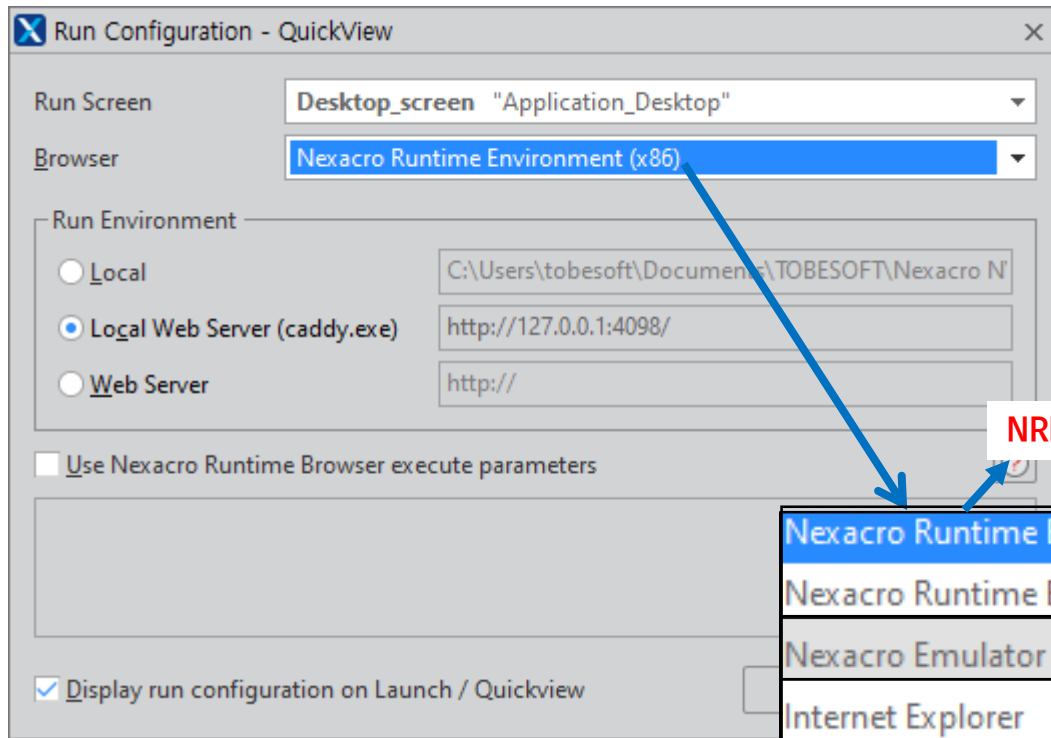 Run Configuration - QuickView
Run Screen
Desktop_screen "Application_Desktop"
Browser
Nexacro Runtime Environment (x86)
Run Environment
Local
C:\Users\tobesoft\Documents\TOBESOFT\Nexacro N
Local Web Server (caddy.exe)
http://127.0.0.1:4098/
Web Server
http://
Use Nexacro Runtime Browser execute parameters
?
Nexacro Runtime
Nexacro Runtime
Nexacro Emulator
Internet Explorer
Display run configuration on Launch / Quickview